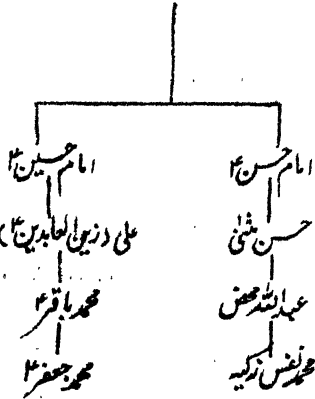 امام حسن ؑ امام حسین ؑ
حسن مثنیٰ علی (زین العابدین ؑ)
عبداللہ محض محمد باقر ؑ
محمد نفس زکیہ محمد جعفر ؑ